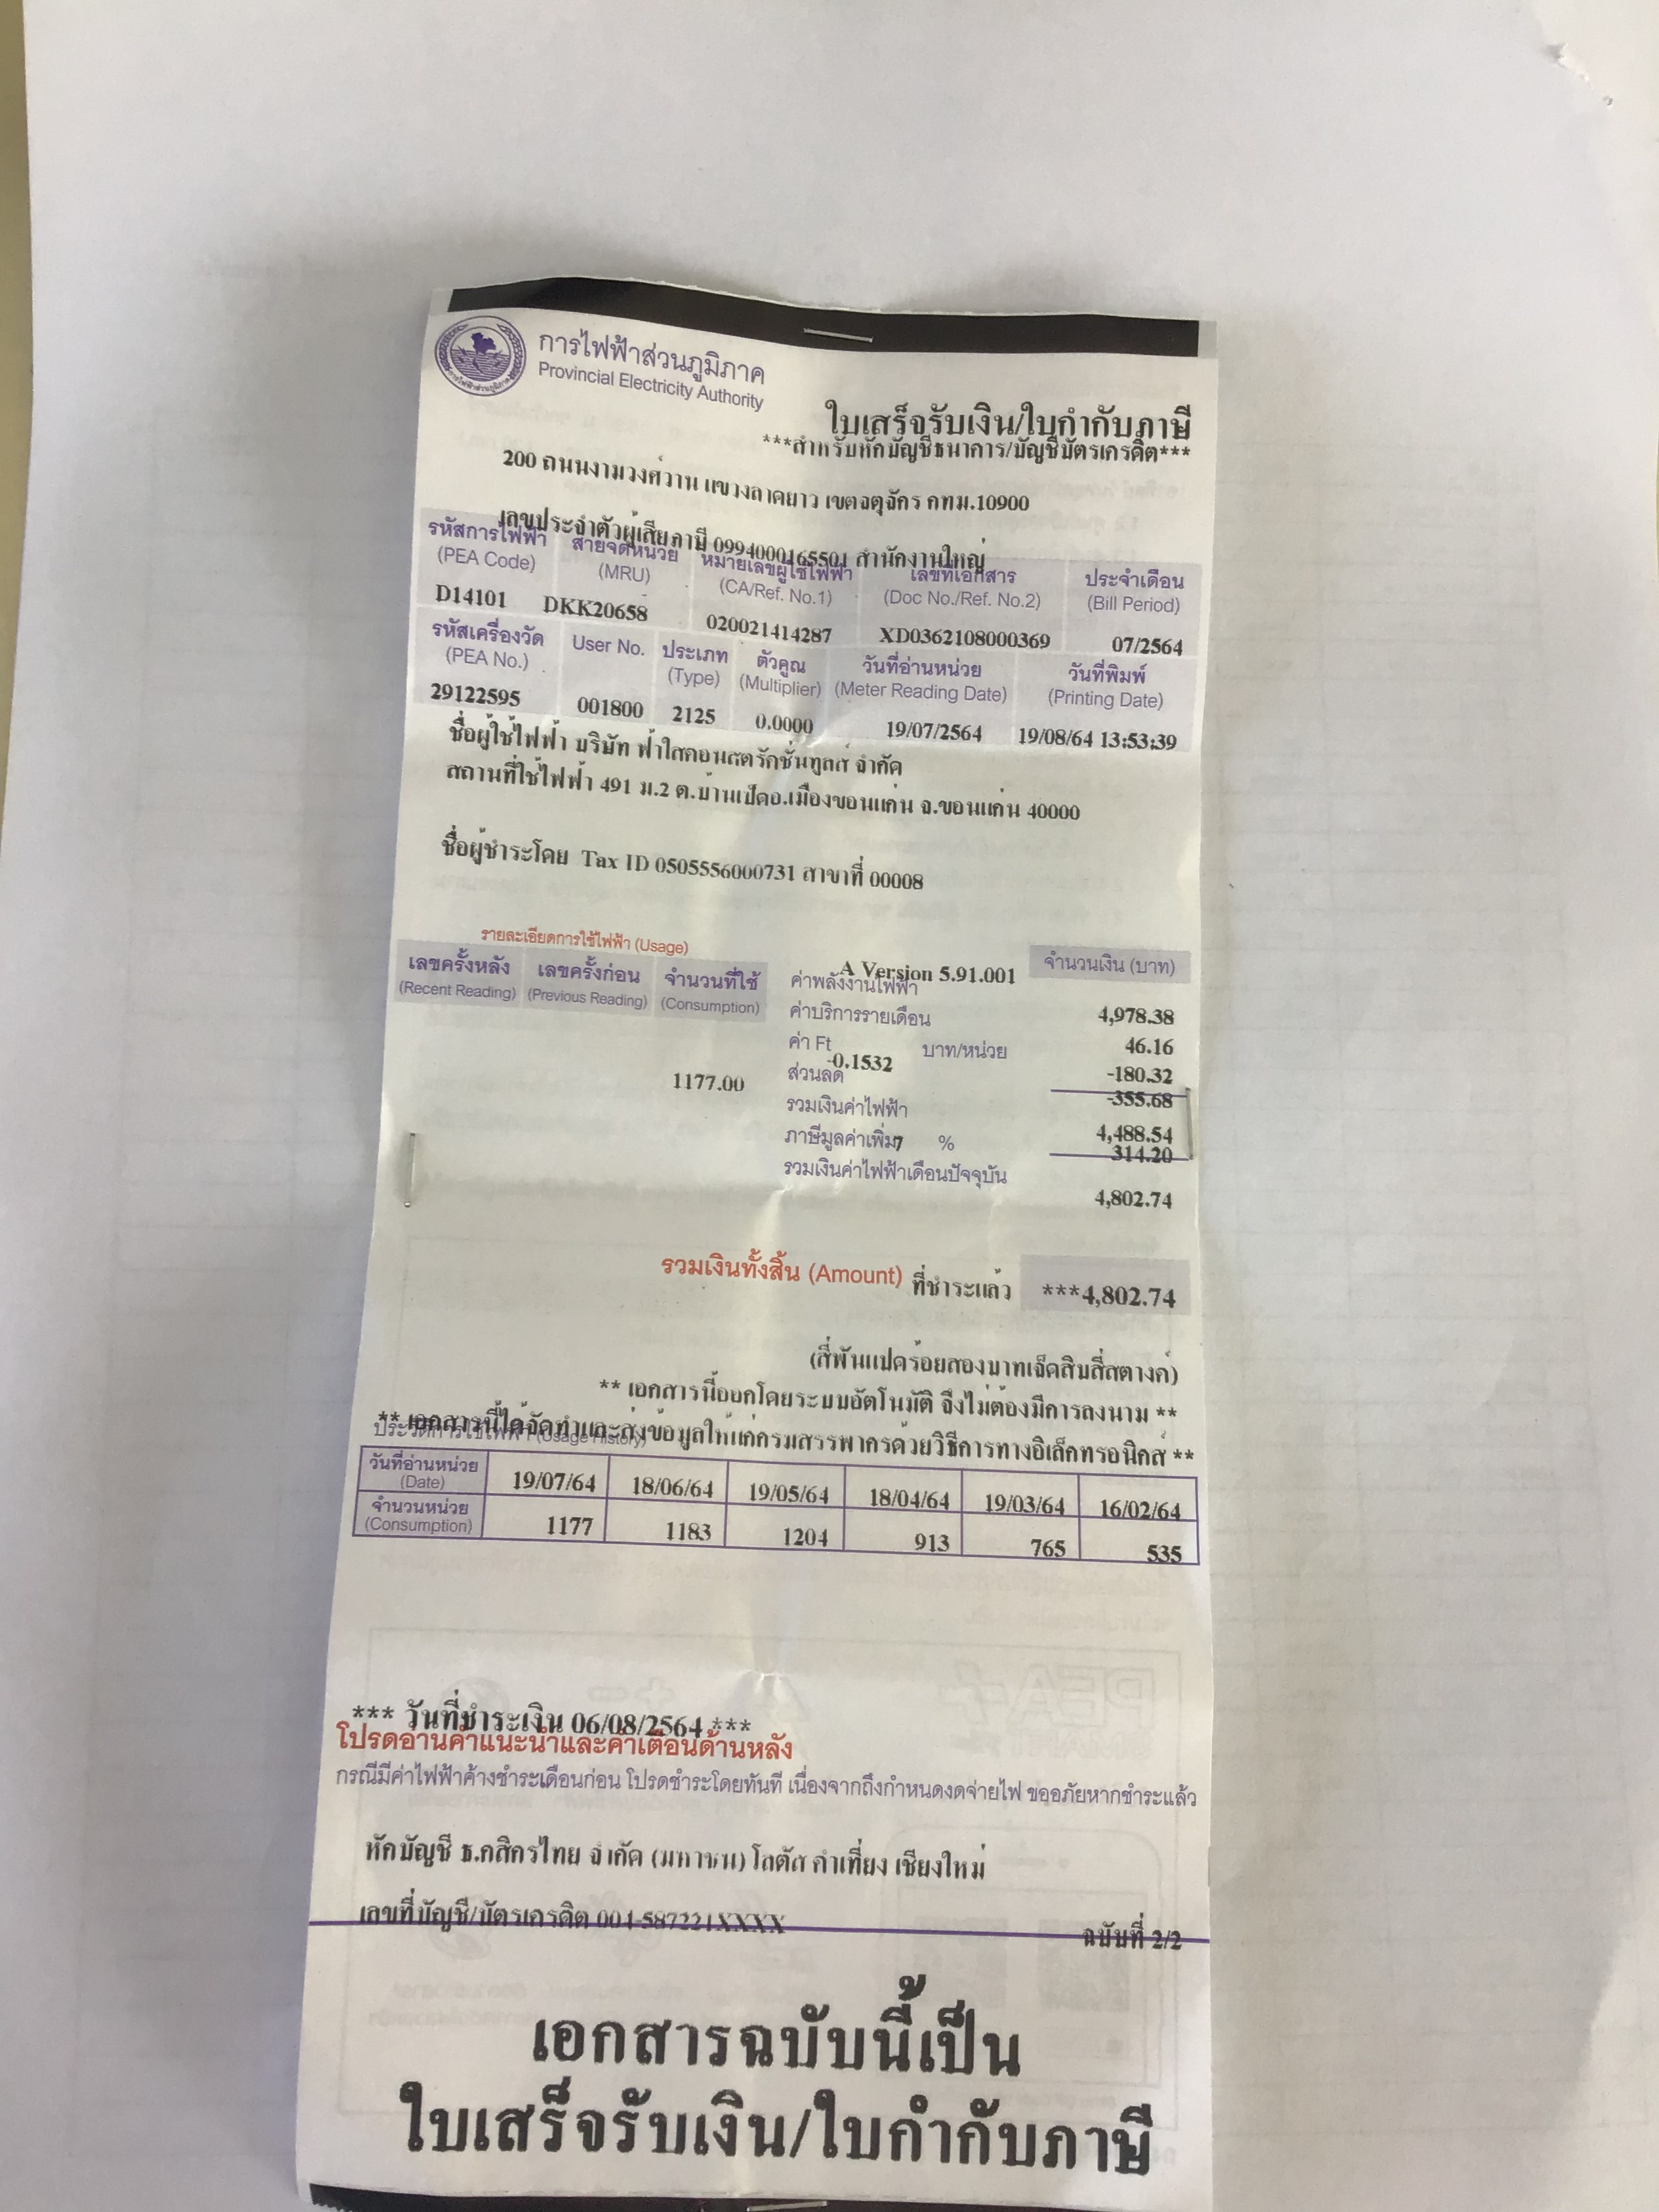 การไฟฟ้าส่วนภูมิภาค
Provincial Electricity Authority
ใบเสร็จรับเงิน/ใบกำกับภาษี
***สำหรับหักบัญชีธนาคาร/บัญชีบัตรเครดิต***
200 ถนนงามวงศ์วาน แขวงลาดยาว เขตจตุจักร กทม.10900
เลขประจำตัวผู้เสียภาษี 0994000165501 สำนักงานใหญ่
รหัสการไฟฟ้า สายจดหน่วย หมายเลขผู้ใช้ไฟฟ้า เลขที่เอกสาร ประจำเดือน
(PEA Code) (MRU) (CA/Ref. No.1) (Doc No./Ref. No.2) (Bill Period)
D14101 DKK20658 020021414287 XD0362108000369 07/2564
รหัสเครื่องวัด User No. ประเภท ตัวคูณ วันที่อ่านหน่วย วันที่พิมพ์
(PEA No.) (Type) (Multiplier) (Meter Reading Date) (Printing Date)
29122595 001800 2125 0.0000 19/07/2564 19/08/64 13:53:39
ชื่อผู้ใช้ไฟฟ้า บริษัท ฟ้าใสคอนสตรัคชั่นกูลส จำกัด
สถานที่ใช้ไฟฟ้า 491 ม.2 ต.บ้านเป็ดอ.เมืองขอนแก่น จ.ขอนแก่น 40000
ชื่อผู้ชำระโดย Tax ID 0505556000731 สาขาที่ 00008
รายละเอียดการใช้ไฟฟ้า (Usage)
เลขครั้งหลัง เลขครั้งก่อน จำนวนที่ใช้
(Recent Reading) (Previous Reading) (Consumption)
A Version 5.91.001
จำนวนเงิน (บาท)
ค่าพลังงานไฟฟ้า 4,978.38
ค่าบริการรายเดือน 46.16
ค่า Ft -0.1532 บาท/หน่วย -180.32
1177.00
ส่วนลด -355.68
รวมเงินค่าไฟฟ้า 4,488.54
ภาษีมูลค่าเพิ่ม 7 % 314.20
รวมเงินค่าไฟฟ้าเดือนปัจจุบัน 4,802.74
รวมเงินทั้งสิ้น (Amount) ที่ชำระแล้ว ***4,802.74
(สี่พันแปดร้อยสองบาทเจ็ดสิบสี่สตางค์)
** เอกสารนี้ออกโดยระบบอัตโนมัติ จึงไม่ต้องมีการลงนาม **
** เอกสารนี้ได้จัดทำและส่งข้อมูลให้แก่กรมสรรพากรด้วยวิธีการทางอิเล็กทรอนิกส์ **
ประวัติการใช้ไฟฟ้า (Usage History)
วันที่อ่านหน่วย (Date) 19/07/64 18/06/64 19/05/64 18/04/64 19/03/64 16/02/64
จำนวนหน่วย (Consumption) 1177 1183 1204 913 765 535
*** วันที่ชำระเงิน 06/08/2564 ***
โปรดอ่านคำแนะนำและคำเตือนด้านหลัง
กรณีมีค่าไฟฟ้าค้างชำระเดือนก่อน โปรดชำระโดยทันที เนื่องจากถึงกำหนดงดจ่ายไฟ ขออภัยหากชำระแล้ว
หักบัญชี ธ.กสิกรไทย จำกัด (มหาชน) โลตัส คำเที่ยง เชียงใหม่
เลขที่บัญชี/บัตรเครดิต 001-587221XXXX
ฉบับที่ 2/2
เอกสารฉบับนี้เป็น
ใบเสร็จรับเงิน/ใบกำกับภาษี